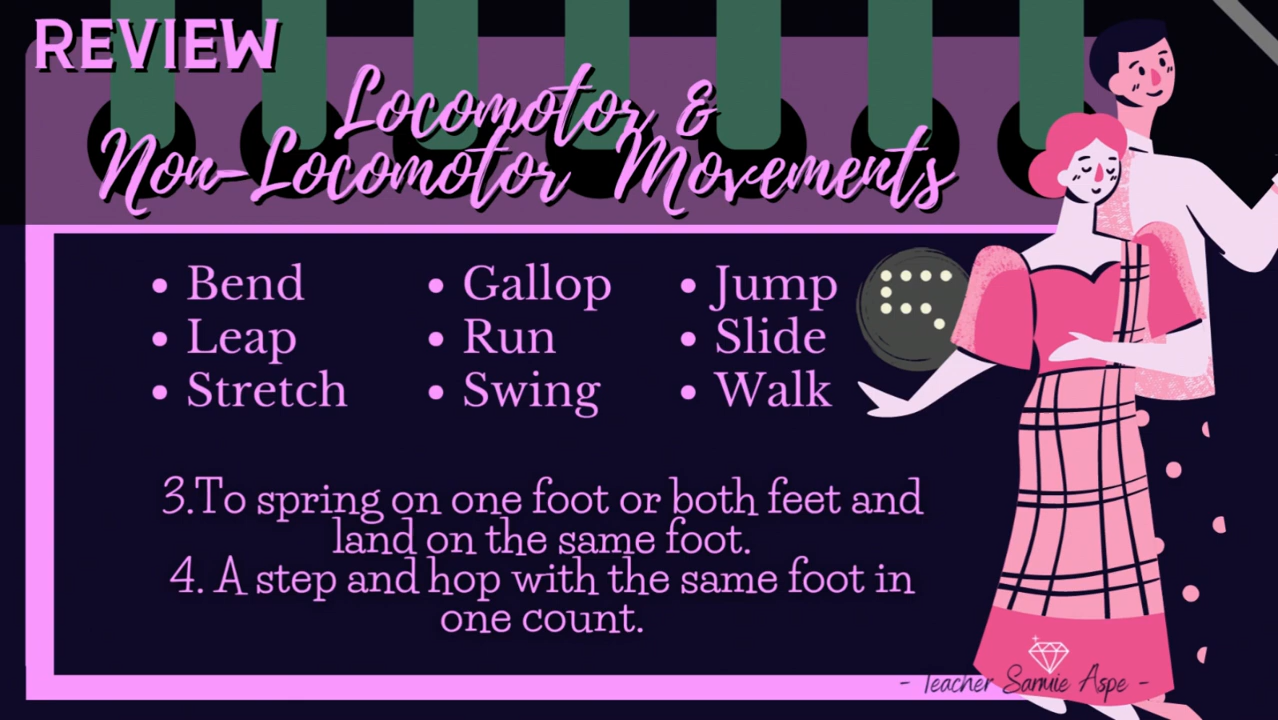 REVIEW
Locomotor &
Non-Locomotor Movements
• Bend
• Leap
• Stretch
• Gallop
• Run
• Swing
• Jump
• Slide
• Walk
3.To spring on one foot or both feet and
land on the same foot.
4. A step and hop with the same foot in
one count.
- Teacher Samie Aspe -